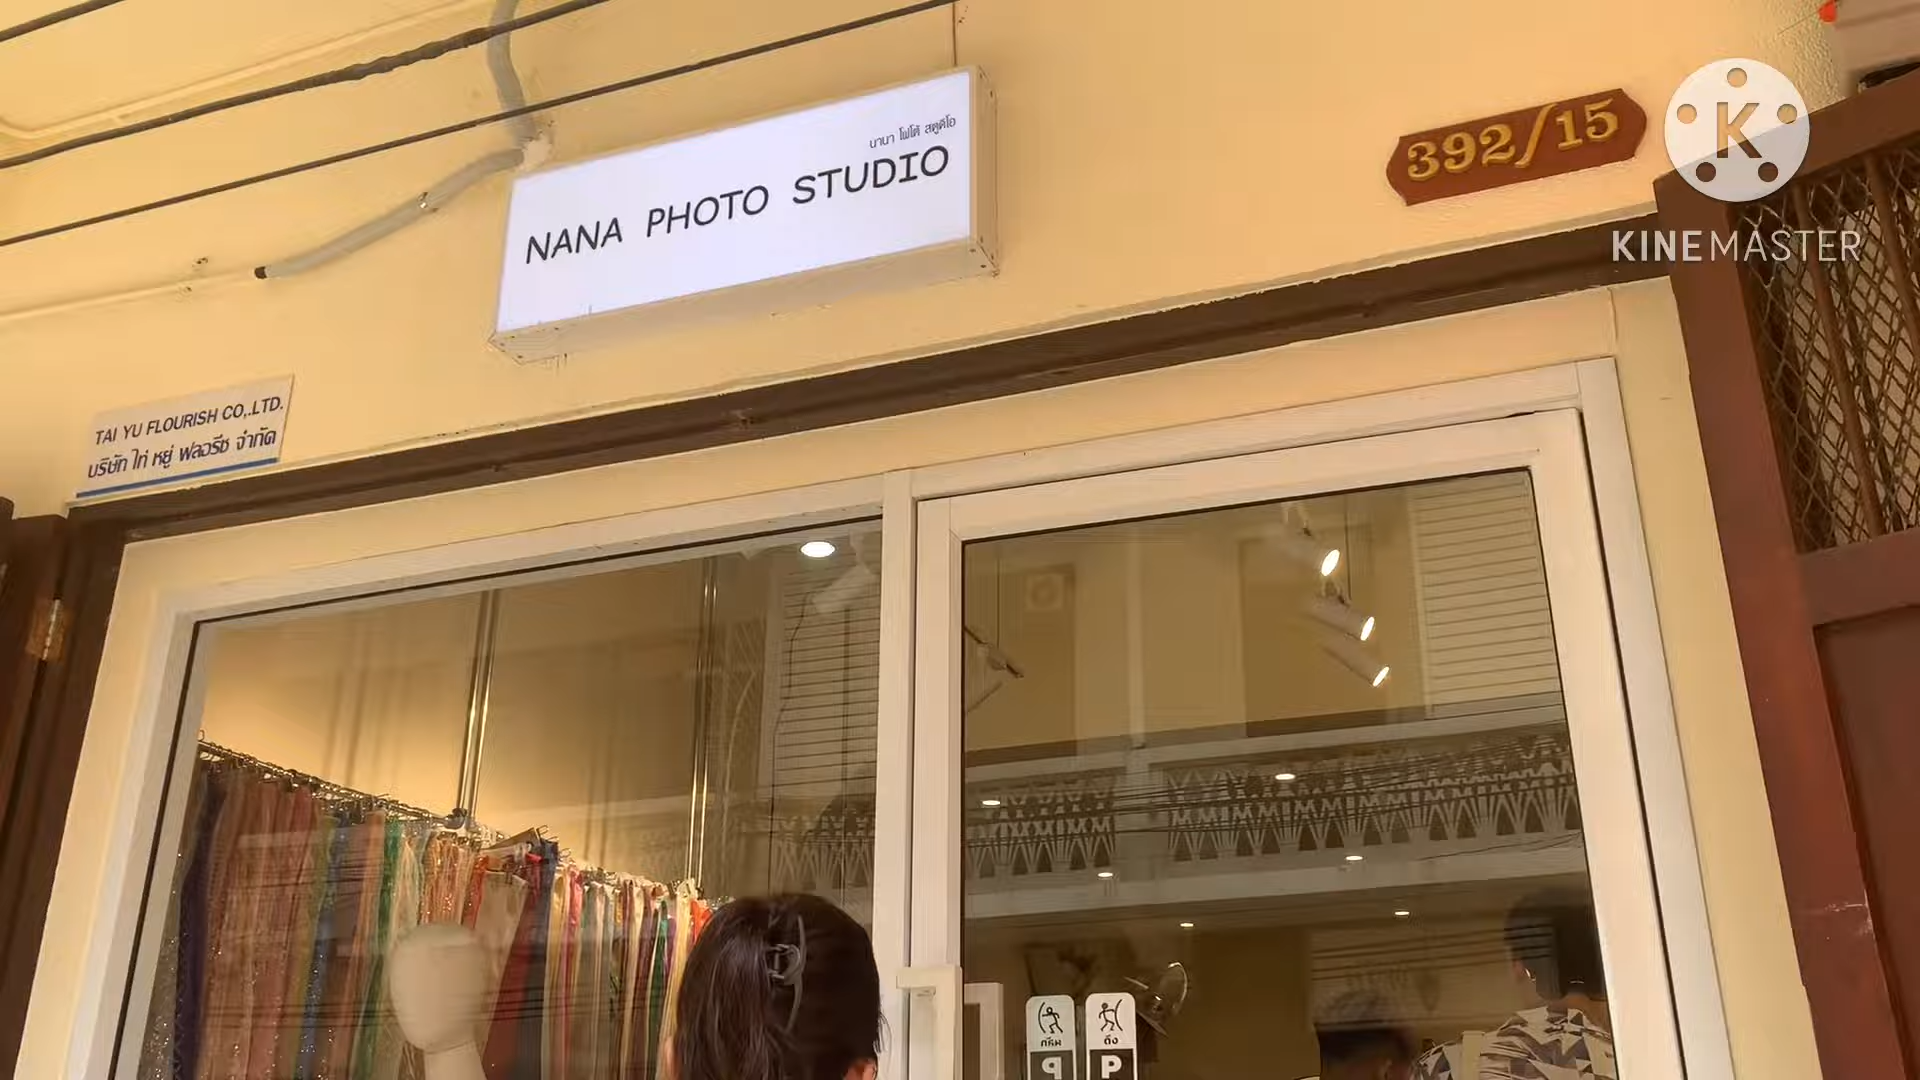 นานา โฟโต้ สตูดิโอ
NANA PHOTO STUDIO
392/15
K
KINEMASTER
TAI YU FLOURISH CO,.LTD.
บริษัท ไท่ หยู่ ฟลอรีช จำกัด
ดึง
P